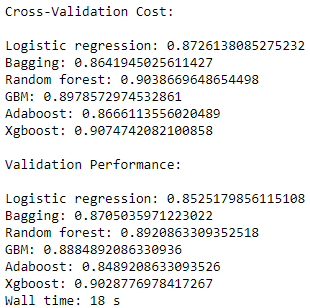 Cross-Validation Cost:
Logistic regression: 0.8726138085275232
Bagging: 0.8641945025611427
Random forest: 0.9038669648654498
GBM: 0.8978572974532861
Adaboost: 0.8666113556020489
Xgboost: 0.9074742082100858
Validation Performance:
Logistic regression: 0.8525179856115108
Bagging: 0.8705035971223022
Random forest: 0.8920863309352518
GBM: 0.8884892086330936
Adaboost: 0.8489208633093526
Xgboost: 0.9028776978417267
Wall time: 18 s